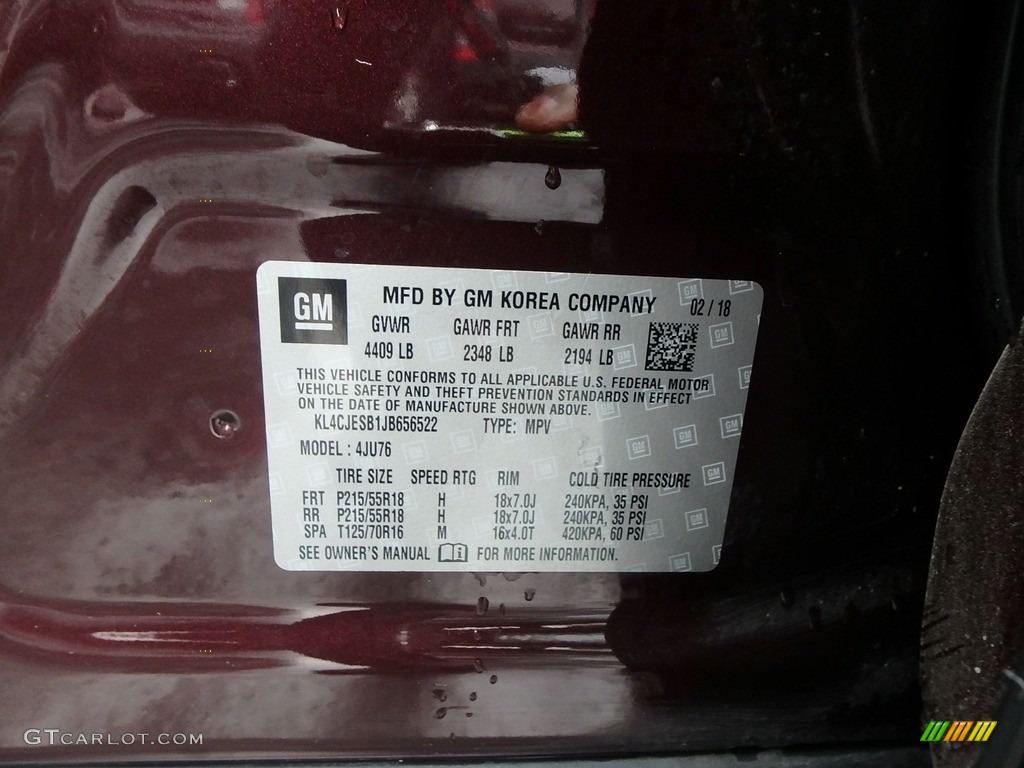 GM
MFD BY GM KOREA COMPANY 02 / 18
GVWR GAWR FRT GAWR RR
4409 LB 2348 LB 2194 LB
THIS VEHICLE CONFORMS TO ALL APPLICABLE U.S. FEDERAL MOTOR
VEHICLE SAFETY AND THEFT PREVENTION STANDARDS IN EFFECT
ON THE DATE OF MANUFACTURE SHOWN ABOVE.
KL4CJESB1JB656522 TYPE: MPV
MODEL : 4JU76
TIRE SIZE SPEED RTG RIM COLD TIRE PRESSURE
FRT P215/55R18 H 18x7.0J 240KPA, 35 PSI
RR P215/55R18 H 18x7.0J 240KPA, 35 PSI
SPA T125/70R16 M 16x4.0T 420KPA, 60 PSI
SEE OWNER'S MANUAL FOR MORE INFORMATION.
GTCARLOT.COM